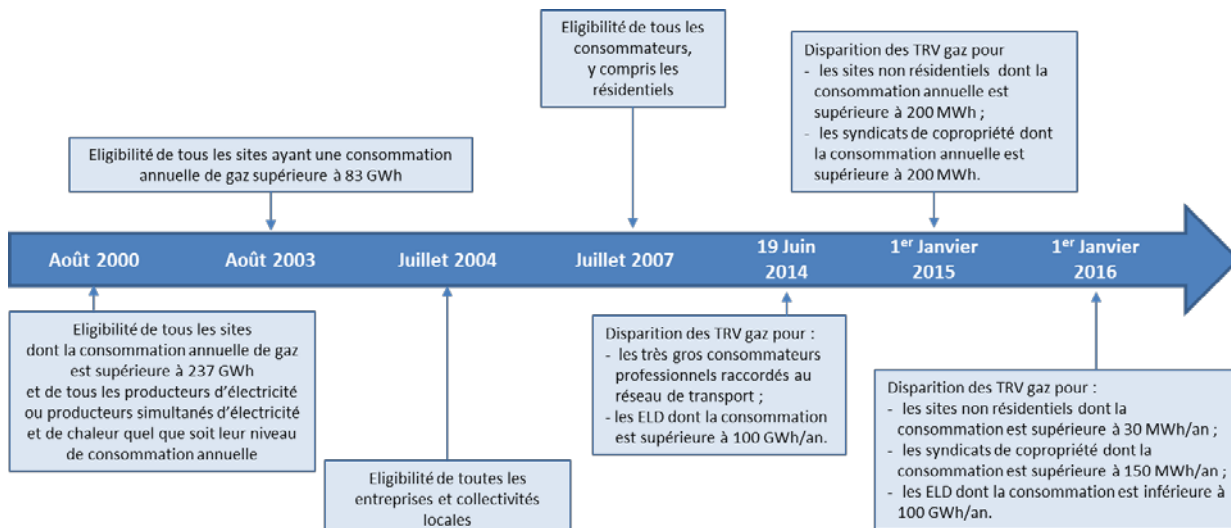 Eligibilité de tous les
consommateurs,
y compris les
résidentiels
Disparition des TRV gaz pour
- les sites non résidentiels dont la
consommation annuelle est
supérieure à 200 MWh ;
- les syndicats de copropriété dont
la consommation annuelle est
supérieure à 200 MWh.
Eligibilité de tous les sites ayant une consommation
annuelle de gaz supérieure à 83 GWh
Août 2000
Août 2003
Juillet 2004
Juillet 2007
19 Juin
2014
1er Janvier
2015
1er Janvier
2016
Eligibilité de tous les sites
dont la consommation annuelle de gaz
est supérieure à 237 GWh
et de tous les producteurs d'électricité
ou producteurs simultanés d'électricité
et de chaleur quel que soit leur niveau
de consommation annuelle
Eligibilité de toutes les
entreprises et collectivités
locales
Disparition des TRV gaz pour :
- les très gros consommateurs
professionnels raccordés au
réseau de transport ;
- les ELD dont la consommation
est supérieure à 100 GWh/an.
Disparition des TRV gaz pour :
- les sites non résidentiels dont la
consommation est supérieure à 30 MWh/an ;
- les syndicats de copropriété dont la
consommation est supérieure à 150 MWh/an ;
- les ELD dont la consommation est inférieure à
100 GWh/an.